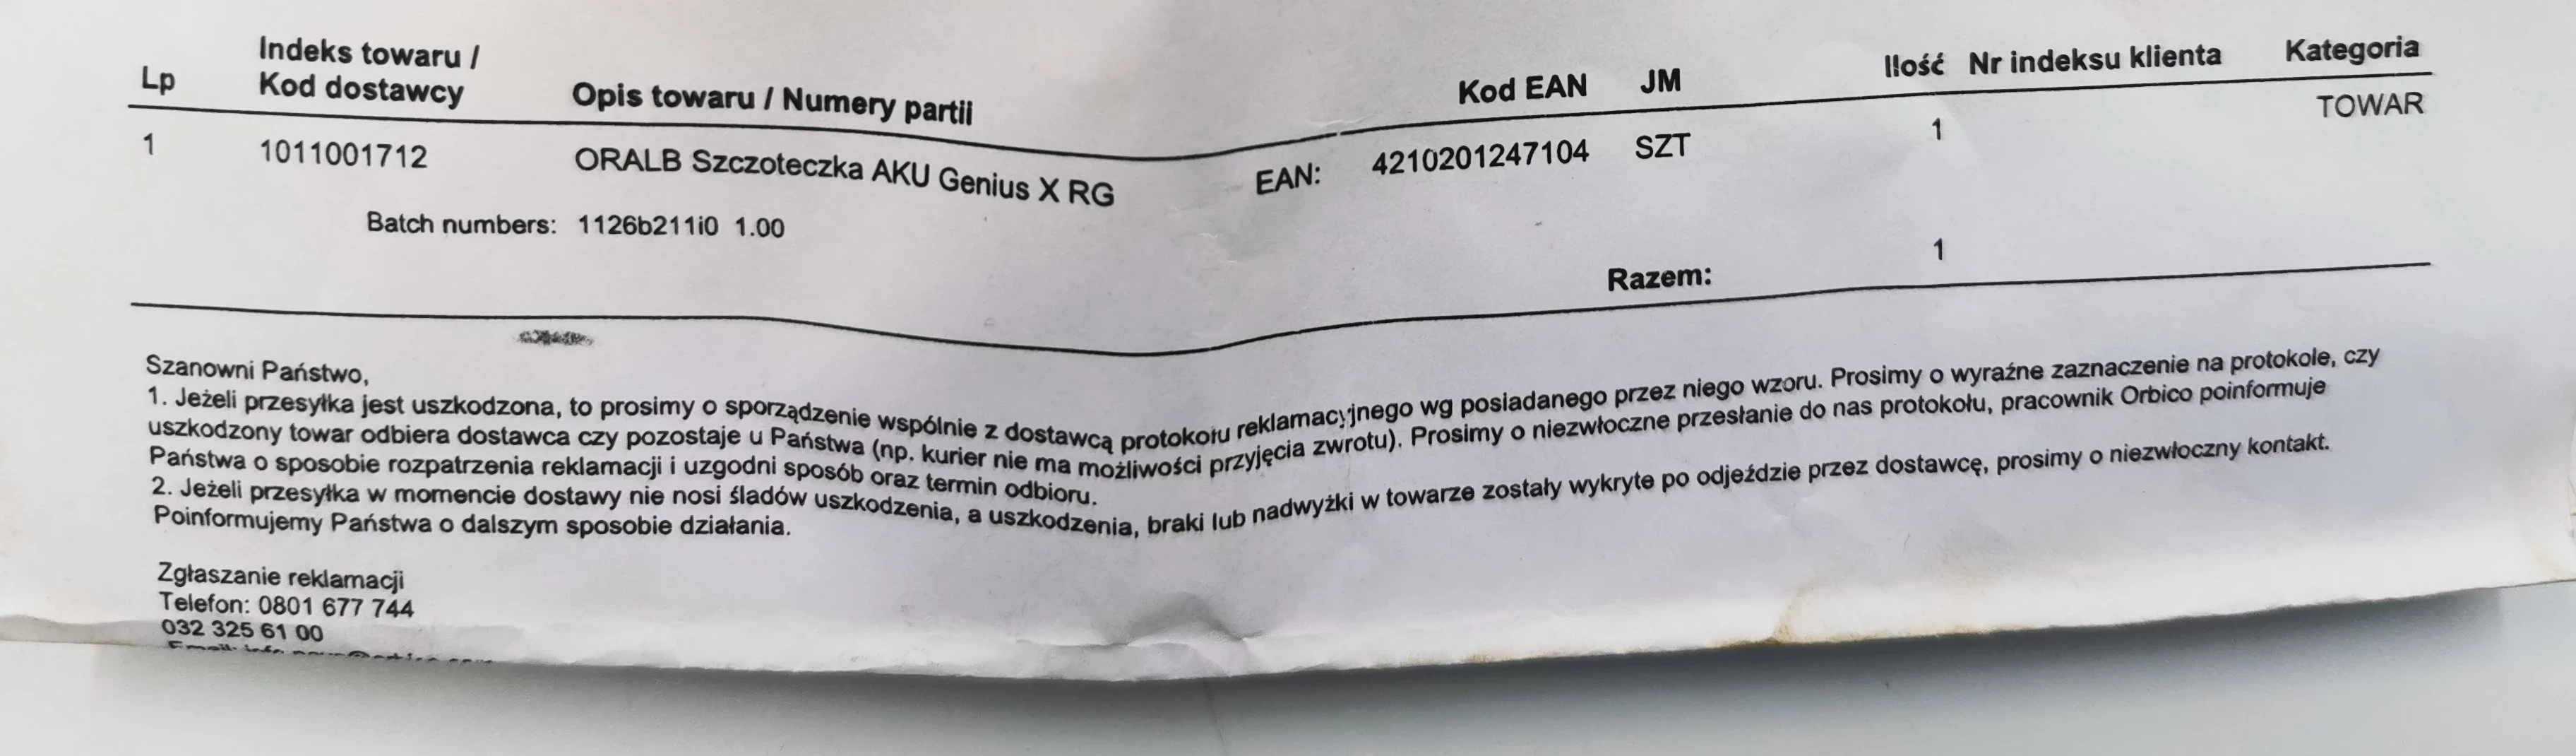 Lp Indeks towaru / Kod dostawcy Opis towaru / Numery partii Kod EAN JM Ilość Nr indeksu klienta Kategoria
1 1011001712 ORALB Szczoteczka AKU Genius X RG EAN: 4210201247104 SZT 1 TOWAR
Batch numbers: 1126b211i0 1.00
Razem: 1
Szanowni Państwo,
1. Jeżeli przesyłka jest uszkodzona, to prosimy o sporządzenie wspólnie z dostawcą protokołu reklamacyjnego wg posiadanego przez niego wzoru. Prosimy o wyraźne zaznaczenie na protokole, czy
uszkodzony towar odbiera dostawca czy pozostaje u Państwa (np. kurier nie ma możliwości przyjęcia zwrotu). Prosimy o niezwłoczne przesłanie do nas protokołu, pracownik Orbico poinformuje
Państwa o sposobie rozpatrzenia reklamacji i uzgodni sposób oraz termin odbioru.
2. Jeżeli przesyłka w momencie dostawy nie nosi śladów uszkodzenia, a uszkodzenia, braki lub nadwyżki w towarze zostały wykryte po odjeździe przez dostawcę, prosimy o niezwłoczny kontakt.
Poinformujemy Państwa o dalszym sposobie działania.
Zgłaszanie reklamacji
Telefon: 0801 677 744
032 325 61 00